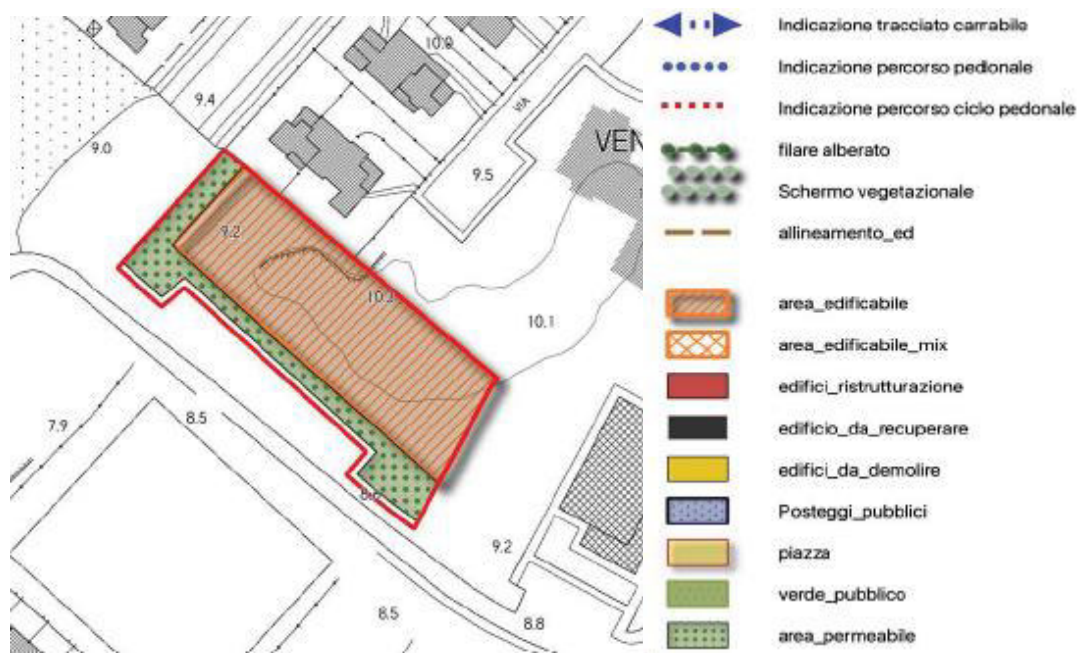 10.0
9.4
VIA
9.0
VEN
9.5
9.2
10.1
7.9
8.5
9.2
8.5
8.8
Indicazione tracciato carrabile
Indicazione percorso pedonale
Indicazione percorso ciclo pedonale
filare alberato
Schermo vegetazionale
allineamento_ed
area_edificabile
area_edificabile_mix
edifici_ristrutturazione
edificio_da_recuperare
edifici_da_demolire
Posteggi_pubblici
piazza
verde_pubblico
area_permeabile